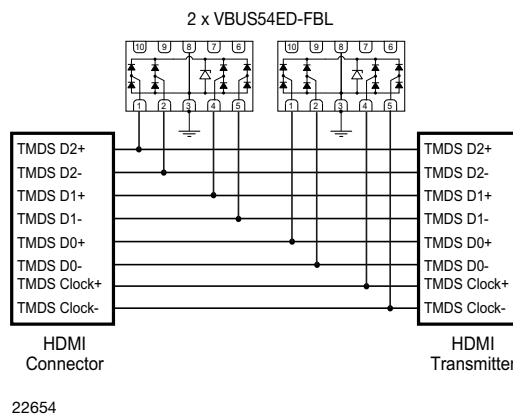 2 x VBUS54ED-FBL
10 9 8 7 6 10 9 8 7 6
1 2 3 4 5 1 2 3 4 5
TMDS D2+ TMDS D2+
TMDS D2- TMDS D2-
TMDS D1+ TMDS D1+
TMDS D1- TMDS D1-
TMDS D0+ TMDS D0+
TMDS D0- TMDS D0-
TMDS Clock+ TMDS Clock+
TMDS Clock- TMDS Clock-
HDMI HDMI
Connector Transmitter
22654